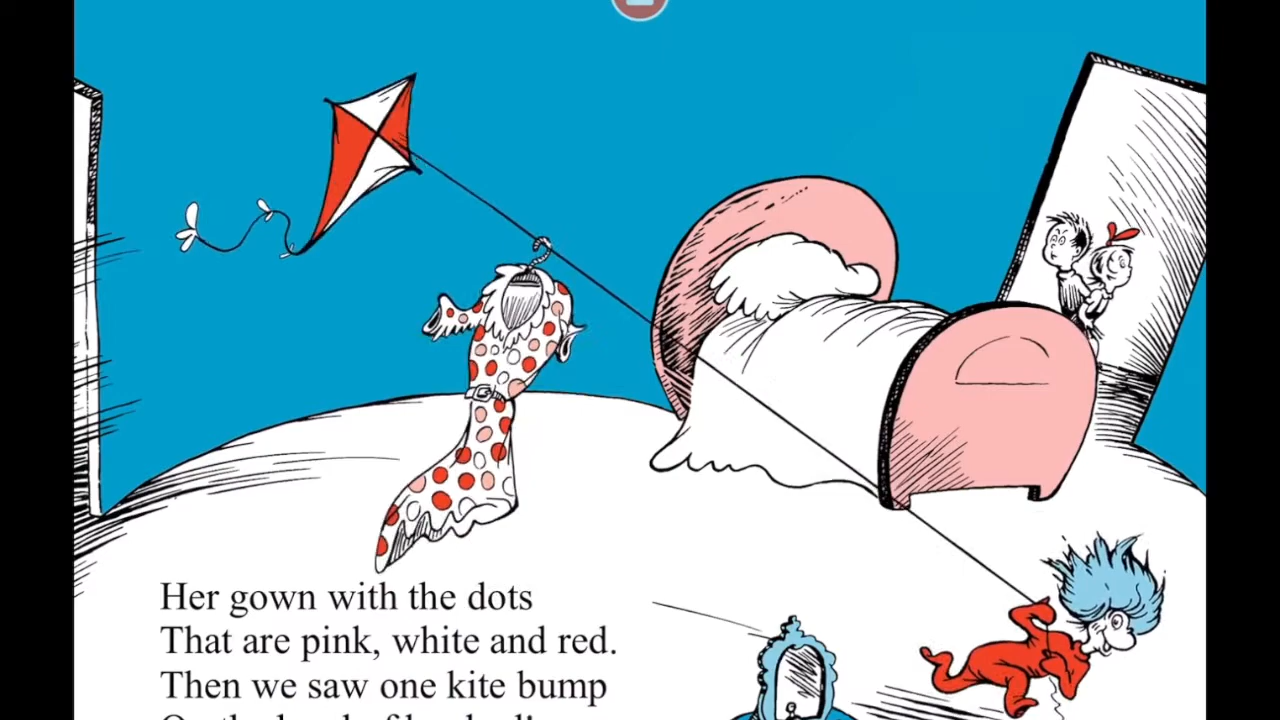 Her gown with the dots
That are pink, white and red.
Then we saw one kite bump